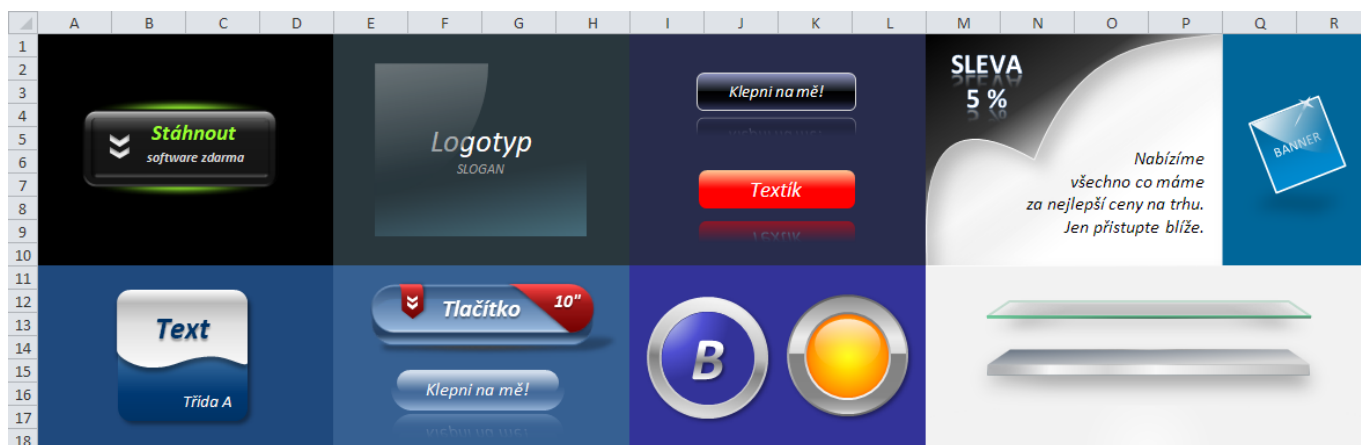 A B C D E F G H I J K L M N O P Q R
1
2
3
4
5
6
7
8
9
10
11
12
13
14
15
16
17
18
Stáhnout
software zdarma
Logotyp
SLOGAN
Klepni na mě!
Textík
SLEVA
5 %
Nabízíme
všechno co máme
za nejlepší ceny na trhu.
Jen přistupte blíže.
BANNER
Text
Třída A
Tlačítko
10"
Klepni na mě!
B